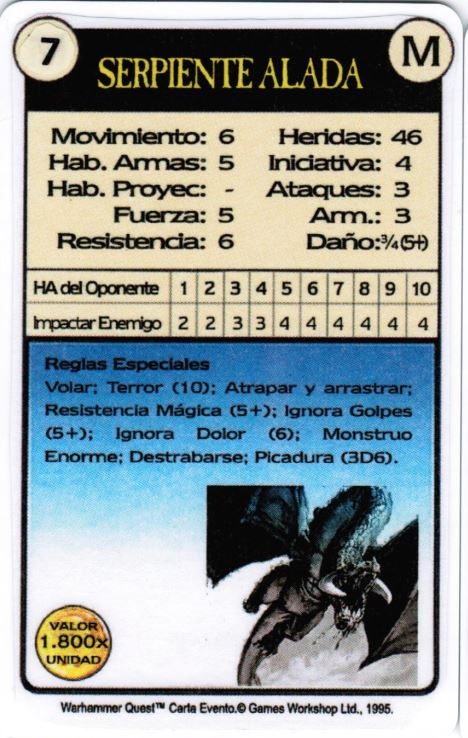 7
M
SERPIENTE ALADA
Movimiento: 6 Heridas: 46
Hab. Armas: 5 Iniciativa: 4
Hab. Proyec: - Ataques: 3
Fuerza: 5 Arm.: 3
Resistencia: 6 Daño:¾(5+)
HA del Oponente 1 2 3 4 5 6 7 8 9 10
Impactar Enemigo 2 2 3 3 4 4 4 4 4 4
Reglas Especiales
Volar; Terror (10); Atrapar y arrastrar;
Resistencia Mágica (5+); Ignora Golpes
(5+); Ignora Dolor (6); Monstruo
Enorme; Destrabarse; Picadura (3D6).
VALOR
1.800x
UNIDAD
Warhammer Quest™ Carta Evento.© Games Workshop Ltd., 1995.